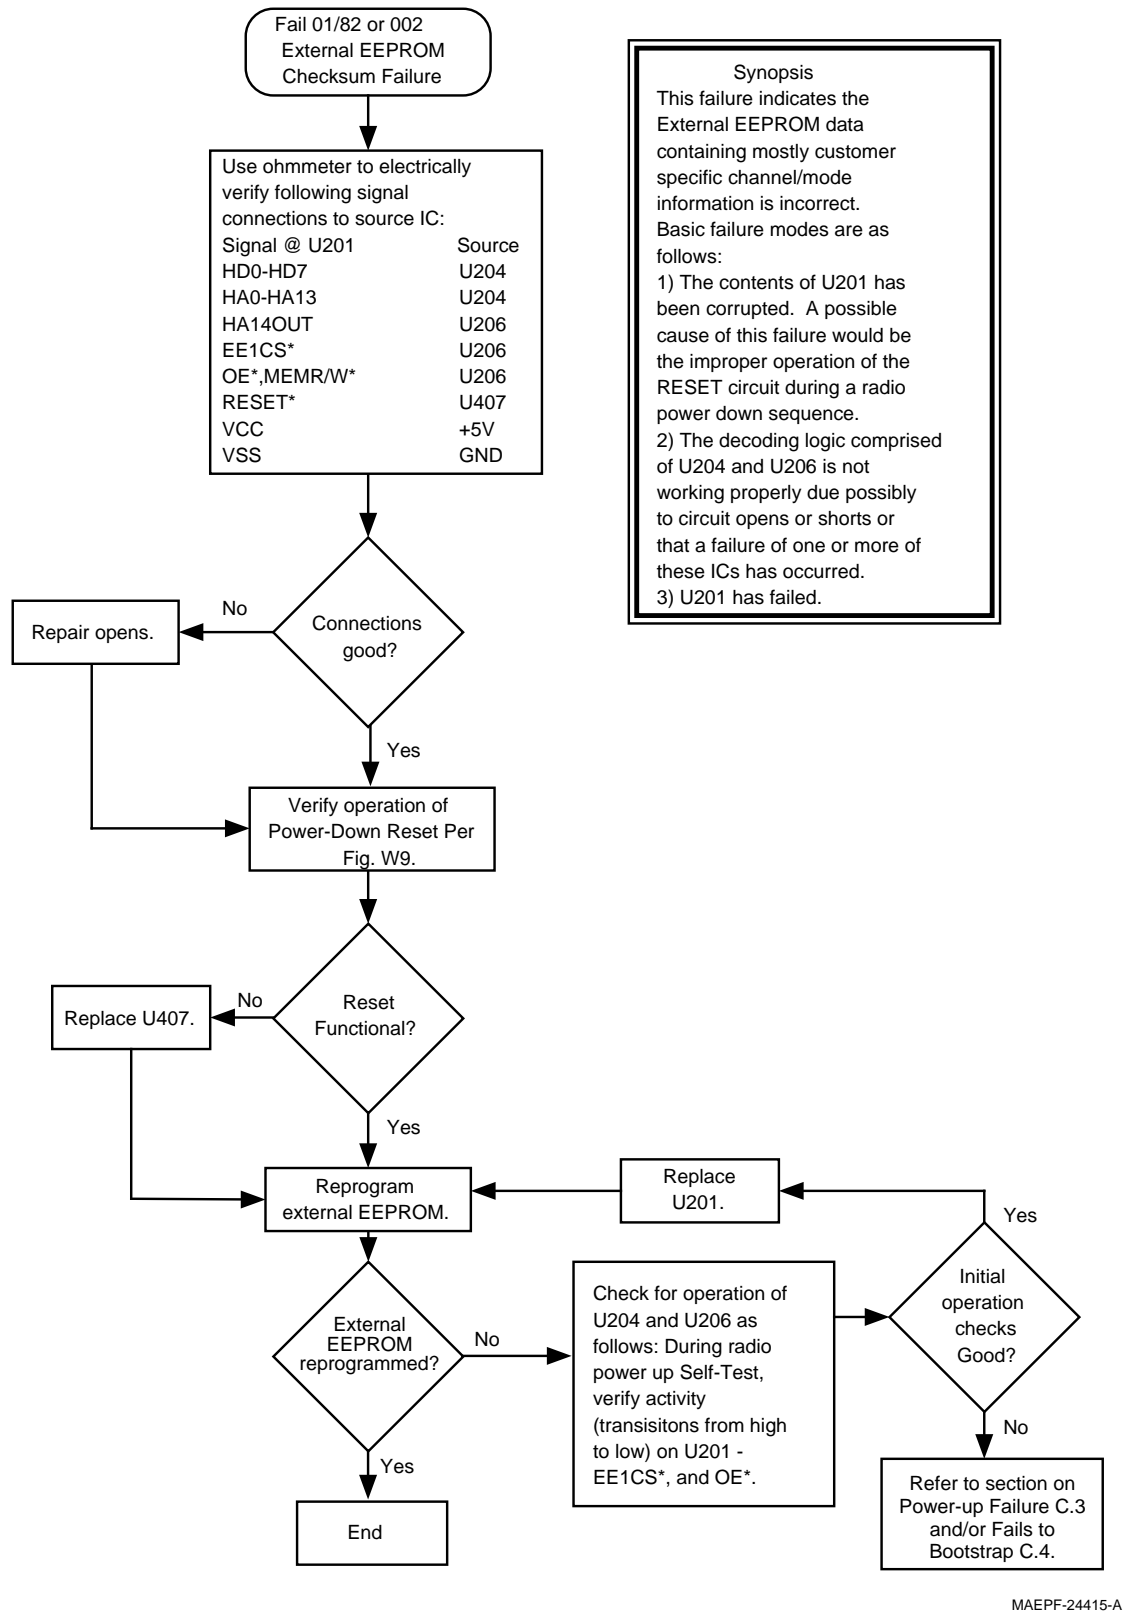 Fail 01/82 or 002
External EEPROM
Checksum Failure
Synopsis
This failure indicates the
External EEPROM data
containing mostly customer
specific channel/mode
information is incorrect.
Basic failure modes are as
follows:
1) The contents of U201 has
been corrupted. A possible
cause of this failure would be
the improper operation of the
RESET circuit during a radio
power down sequence.
2) The decoding logic comprised
of U204 and U206 is not
working properly due possibly
to circuit opens or shorts or
that a failure of one or more of
these ICs has occurred.
3) U201 has failed.
Use ohmmeter to electrically
verify following signal
connections to source IC:
Signal @ U201 Source
HD0-HD7 U204
HA0-HA13 U204
HA14OUT U206
EE1CS* U206
OE*,MEMR/W* U206
RESET* U407
VCC +5V
VSS GND
Connections
good?
No
Repair opens.
Yes
Verify operation of
Power-Down Reset Per
Fig. W9.
Reset
Functional?
No
Replace U407.
Yes
Reprogram
external EEPROM.
Replace
U201.
Yes
External
EEPROM
reprogrammed?
No
Check for operation of
U204 and U206 as
follows: During radio
power up Self-Test,
verify activity
(transisitons from high
to low) on U201 -
EE1CS*, and OE*.
Initial
operation
checks
Good?
No
Yes
End
Refer to section on
Power-up Failure C.3
and/or Fails to
Bootstrap C.4.
MAEPF-24415-A